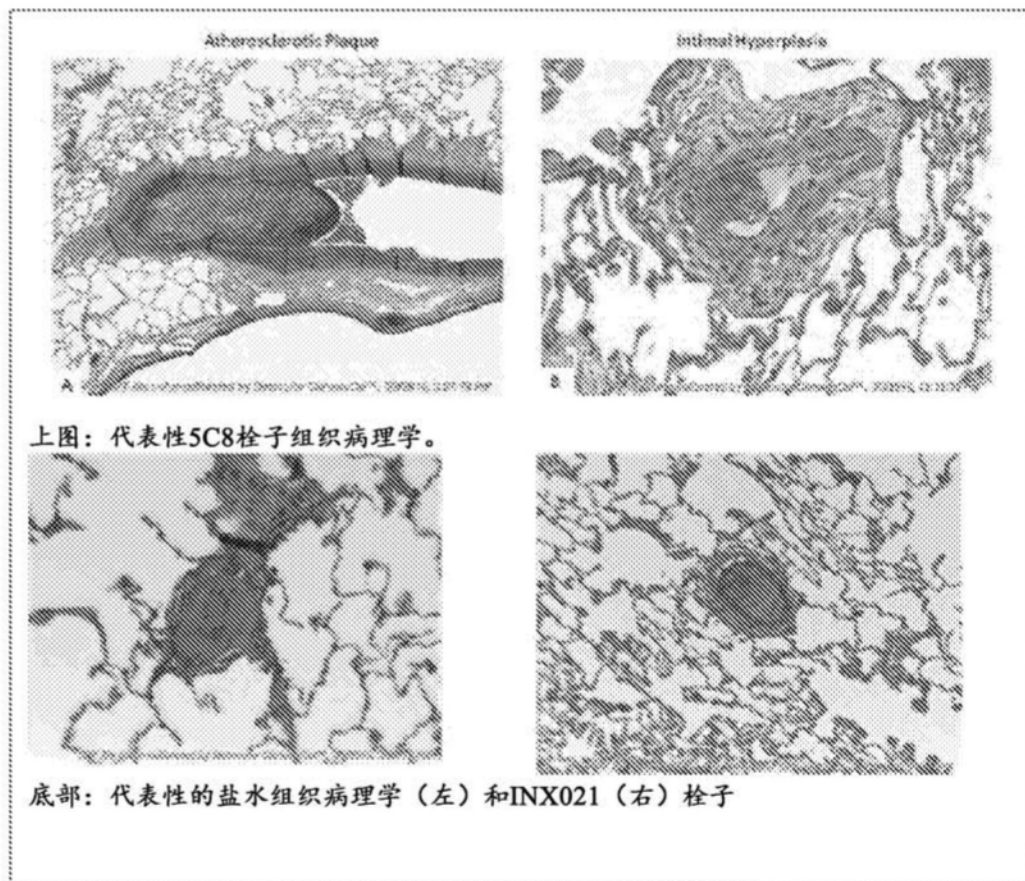 Atherosclerotic Plaque
Intimal Hyperplasia
A
B
上图：代表性5C8栓子组织病理学。
底部：代表性的盐水组织病理学（左）和INX021（右）栓子